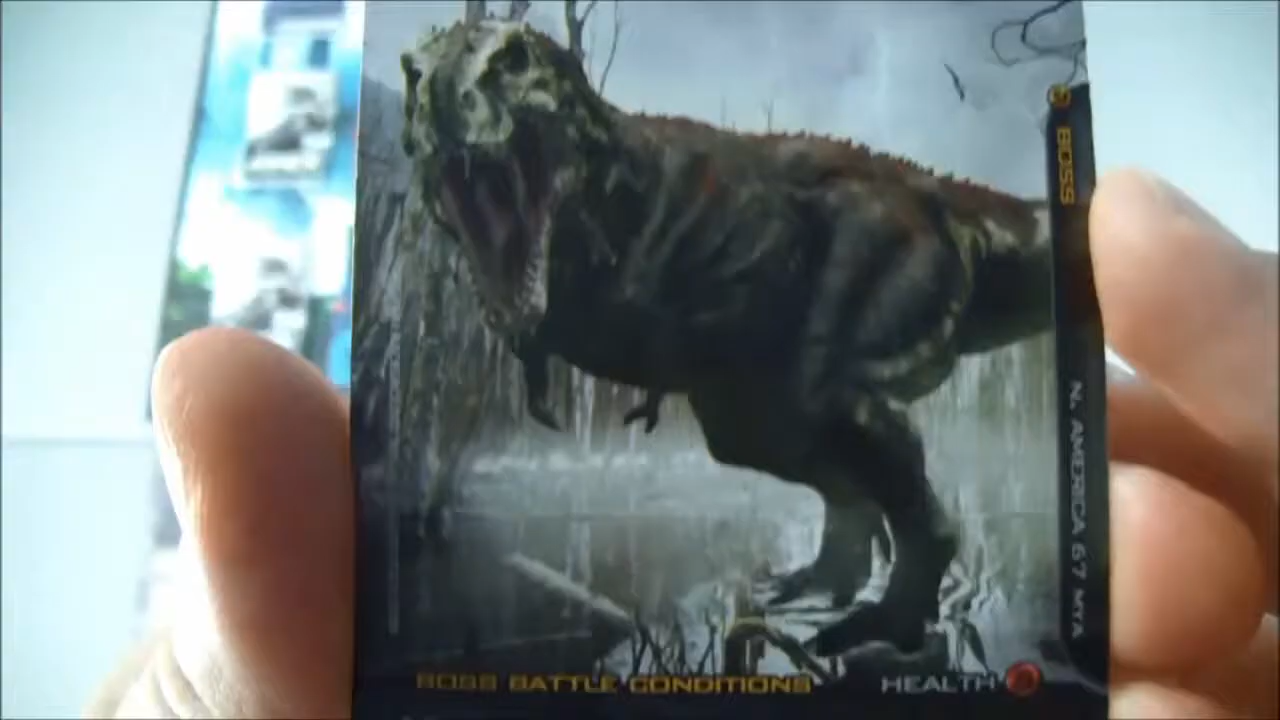 BOSS
N. AMERICA 67 MYA
BOSS BATTLE CONDITIONS
HEALTH